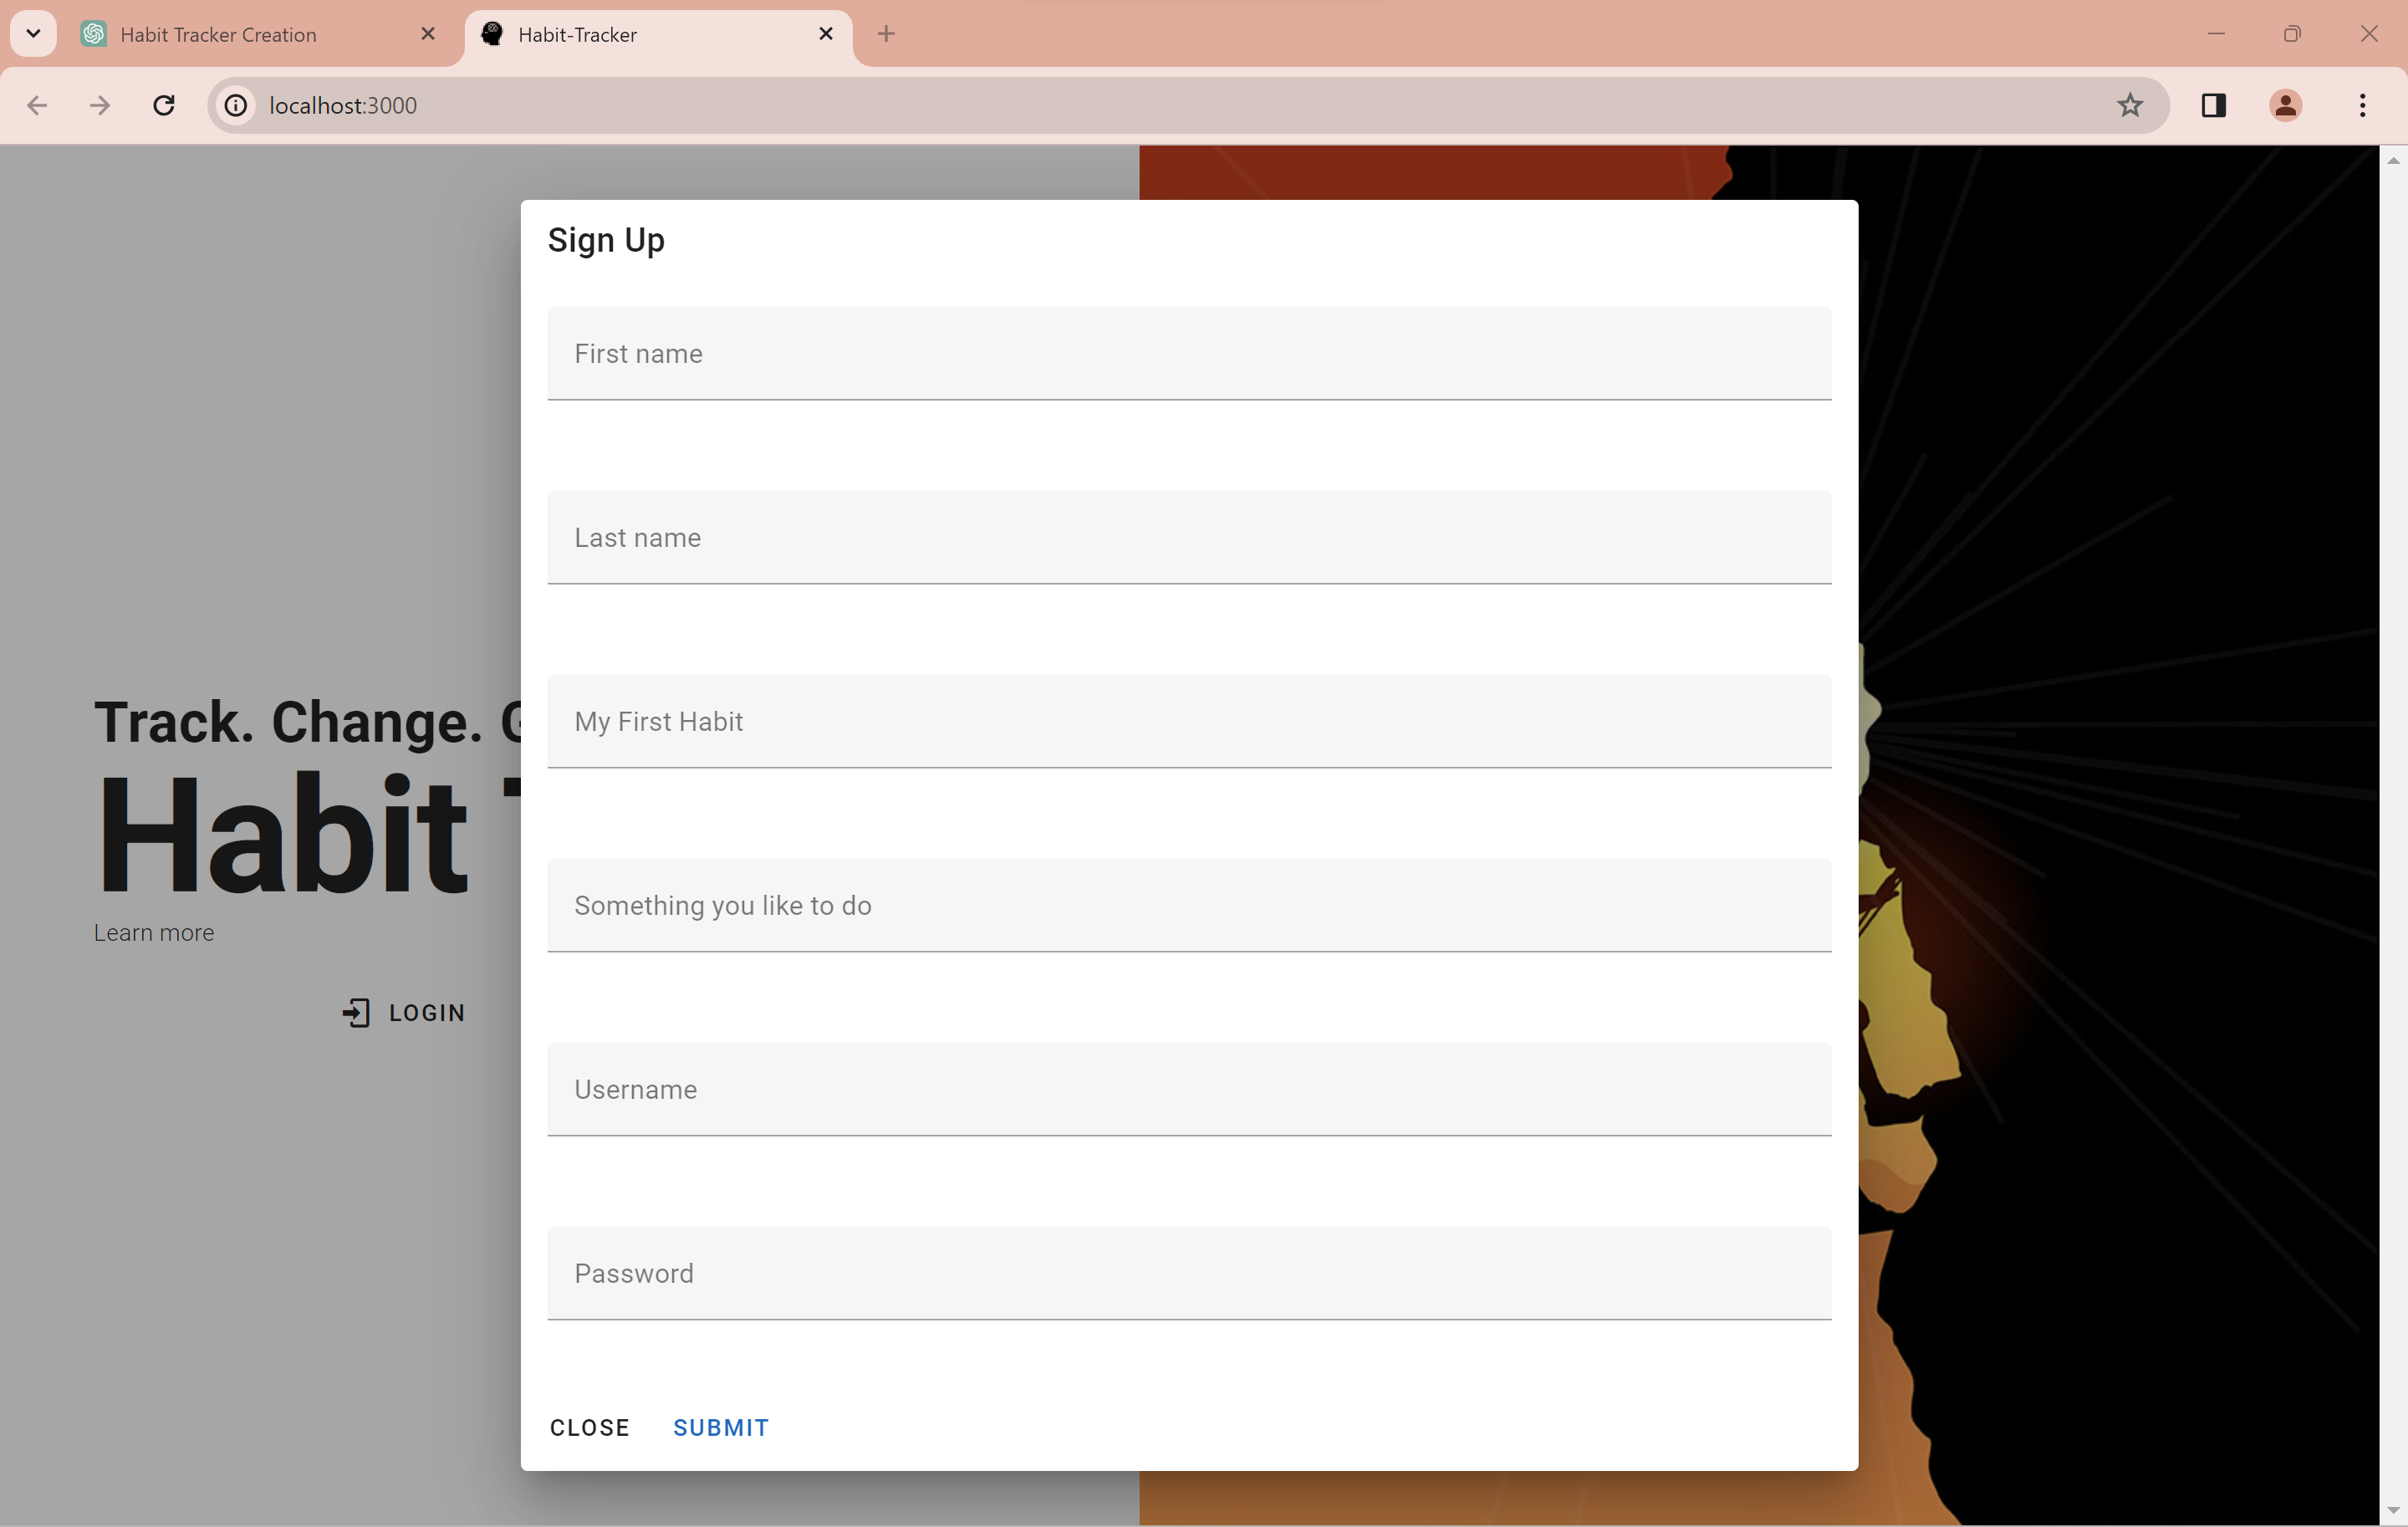 Habit Tracker Creation
Habit-Tracker
localhost:3000
Sign Up
First name
Last name
My First Habit
Something you like to do
Username
Password
CLOSE SUBMIT
Track. Change.
Habit
Learn more
LOGIN